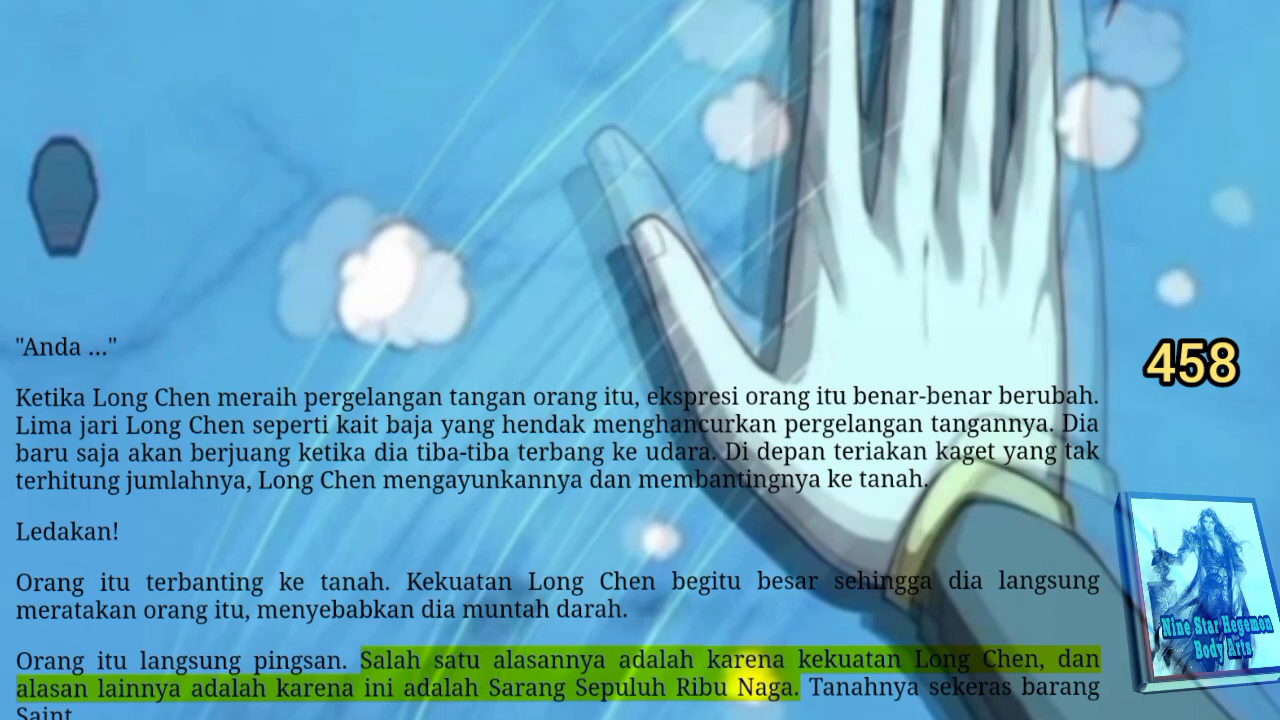 "Anda ..."
Ketika Long Chen meraih pergelangan tangan orang itu, ekspresi orang itu benar-benar berubah.
Lima jari Long Chen seperti kait baja yang hendak menghancurkan pergelangan tangannya. Dia
baru saja akan berjuang ketika dia tiba-tiba terbang ke udara. Di depan teriakan kaget yang tak
terhitung jumlahnya, Long Chen mengayunkannya dan membantingnya ke tanah.
458
Ledakan!
Orang itu terbanting ke tanah. Kekuatan Long Chen begitu besar sehingga dia langsung
meratakan orang itu, menyebabkan dia muntah darah.
Nine Star Hegemon
Body Arts
Orang itu langsung pingsan. Salah satu alasannya adalah karena kekuatan Long Chen, dan
alasan lainnya adalah karena ini adalah Sarang Sepuluh Ribu Naga. Tanahnya sekeras barang
Saint